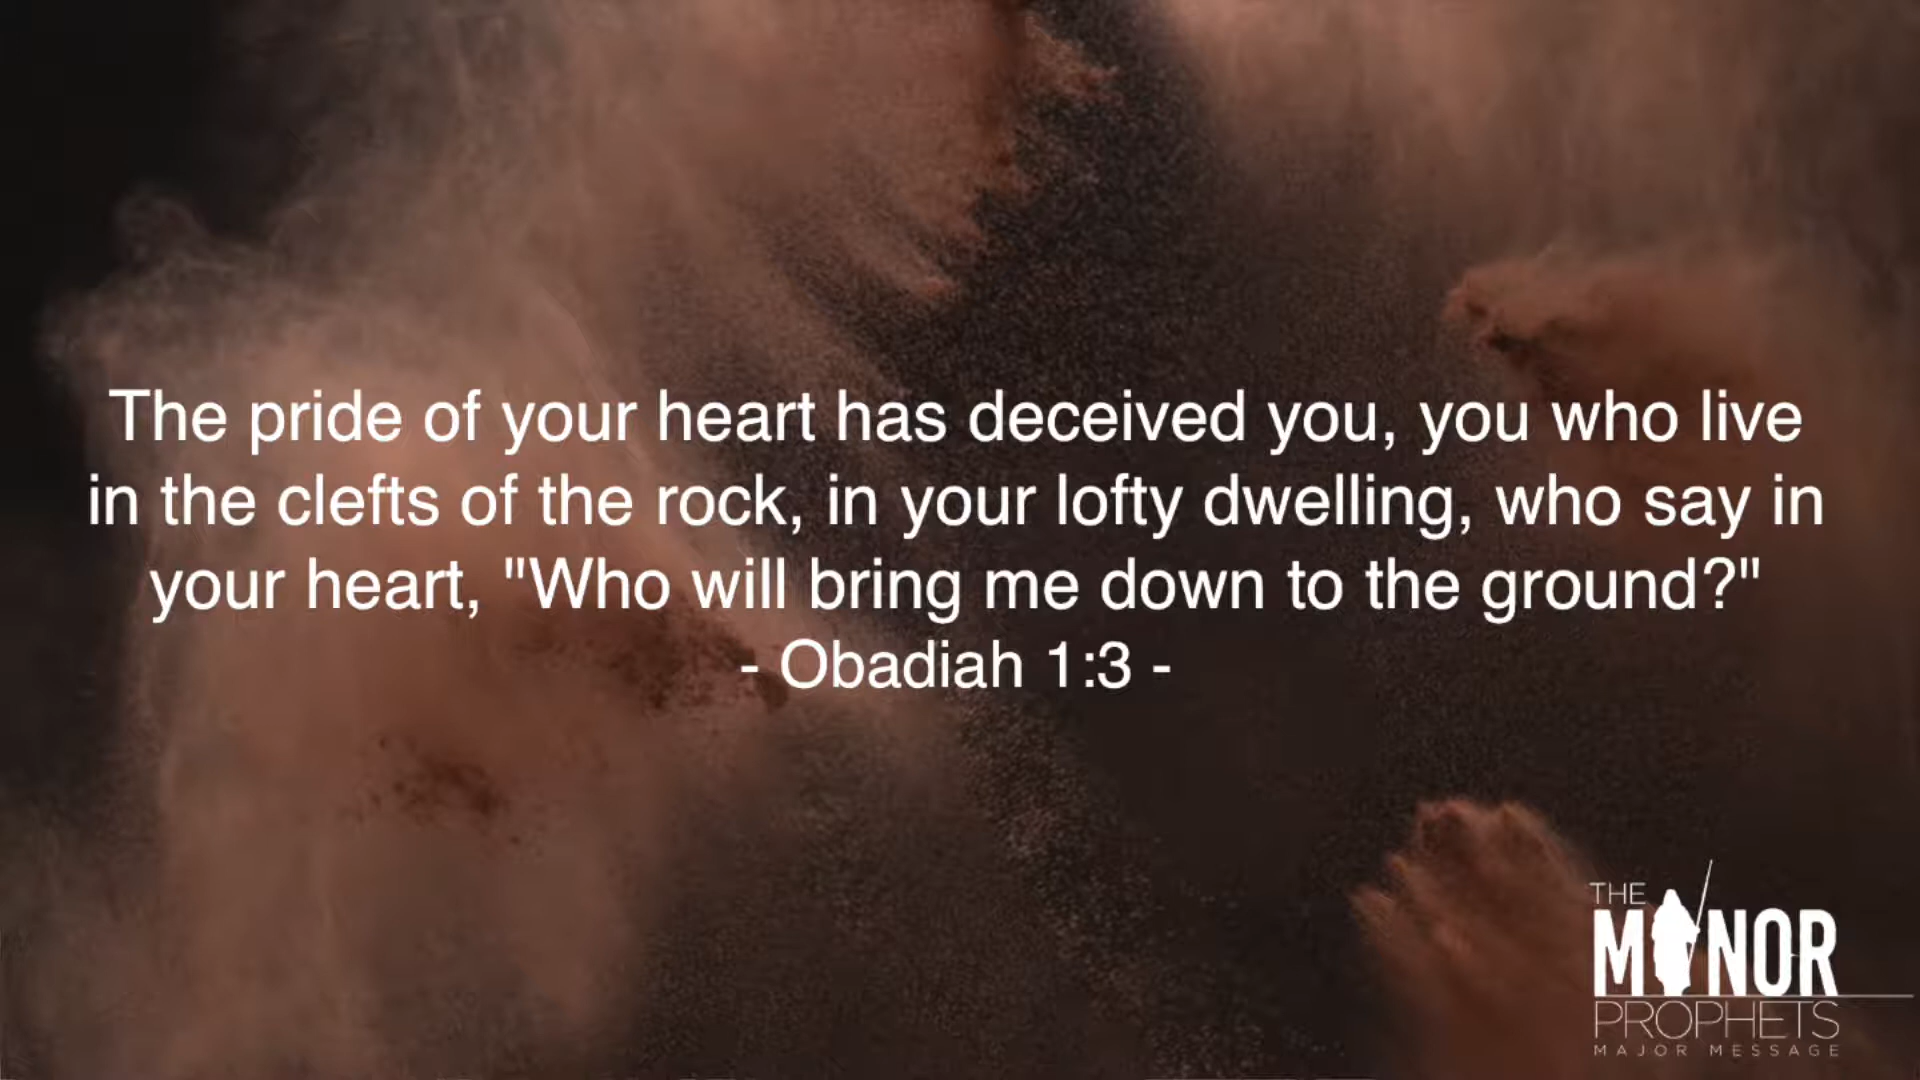 The pride of your heart has deceived you, you who live
in the clefts of the rock, in your lofty dwelling, who say in
your heart, "Who will bring me down to the ground?"
- Obadiah 1:3 -
THE
MINOR
PROPHETS
MAJOR MESSAGE